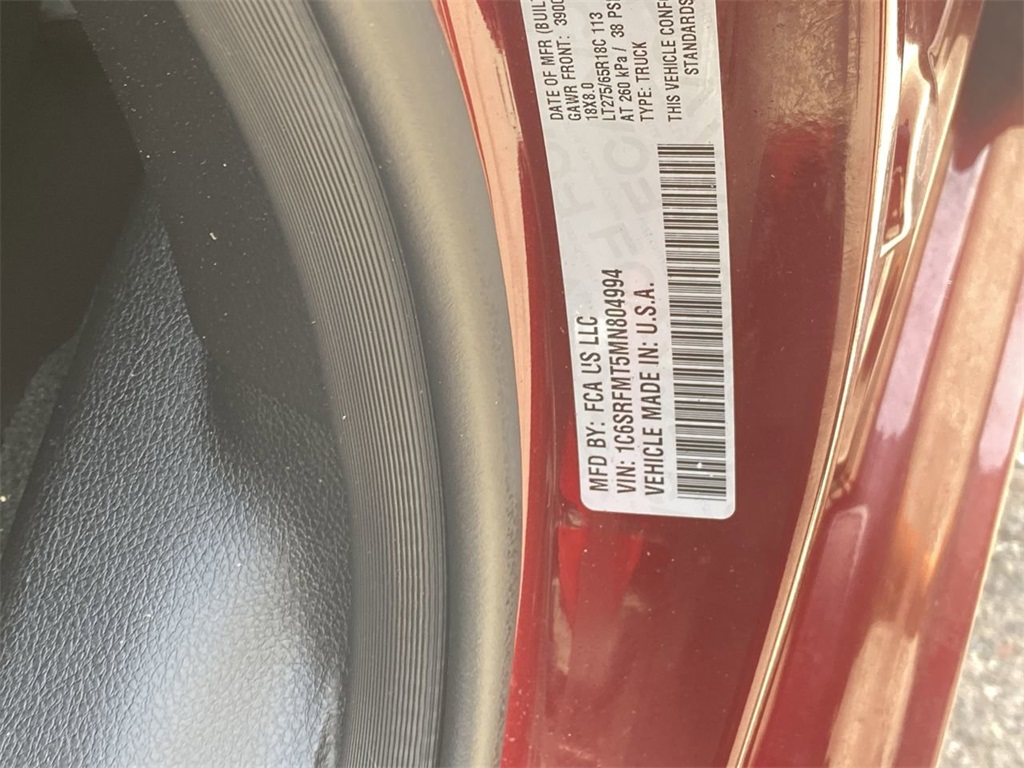 MFD BY: FCA US LLC
DATE OF MFR (BUIL
GAWR FRONT: 390
18X8.0
LT275/65R18C 113
AT 260 kPa / 38 PS
TYPE: TRUCK
VIN: 1C6SRFMT5MN804994
VEHICLE MADE IN: U.S.A.
THIS VEHICLE CONF
STANDARDS